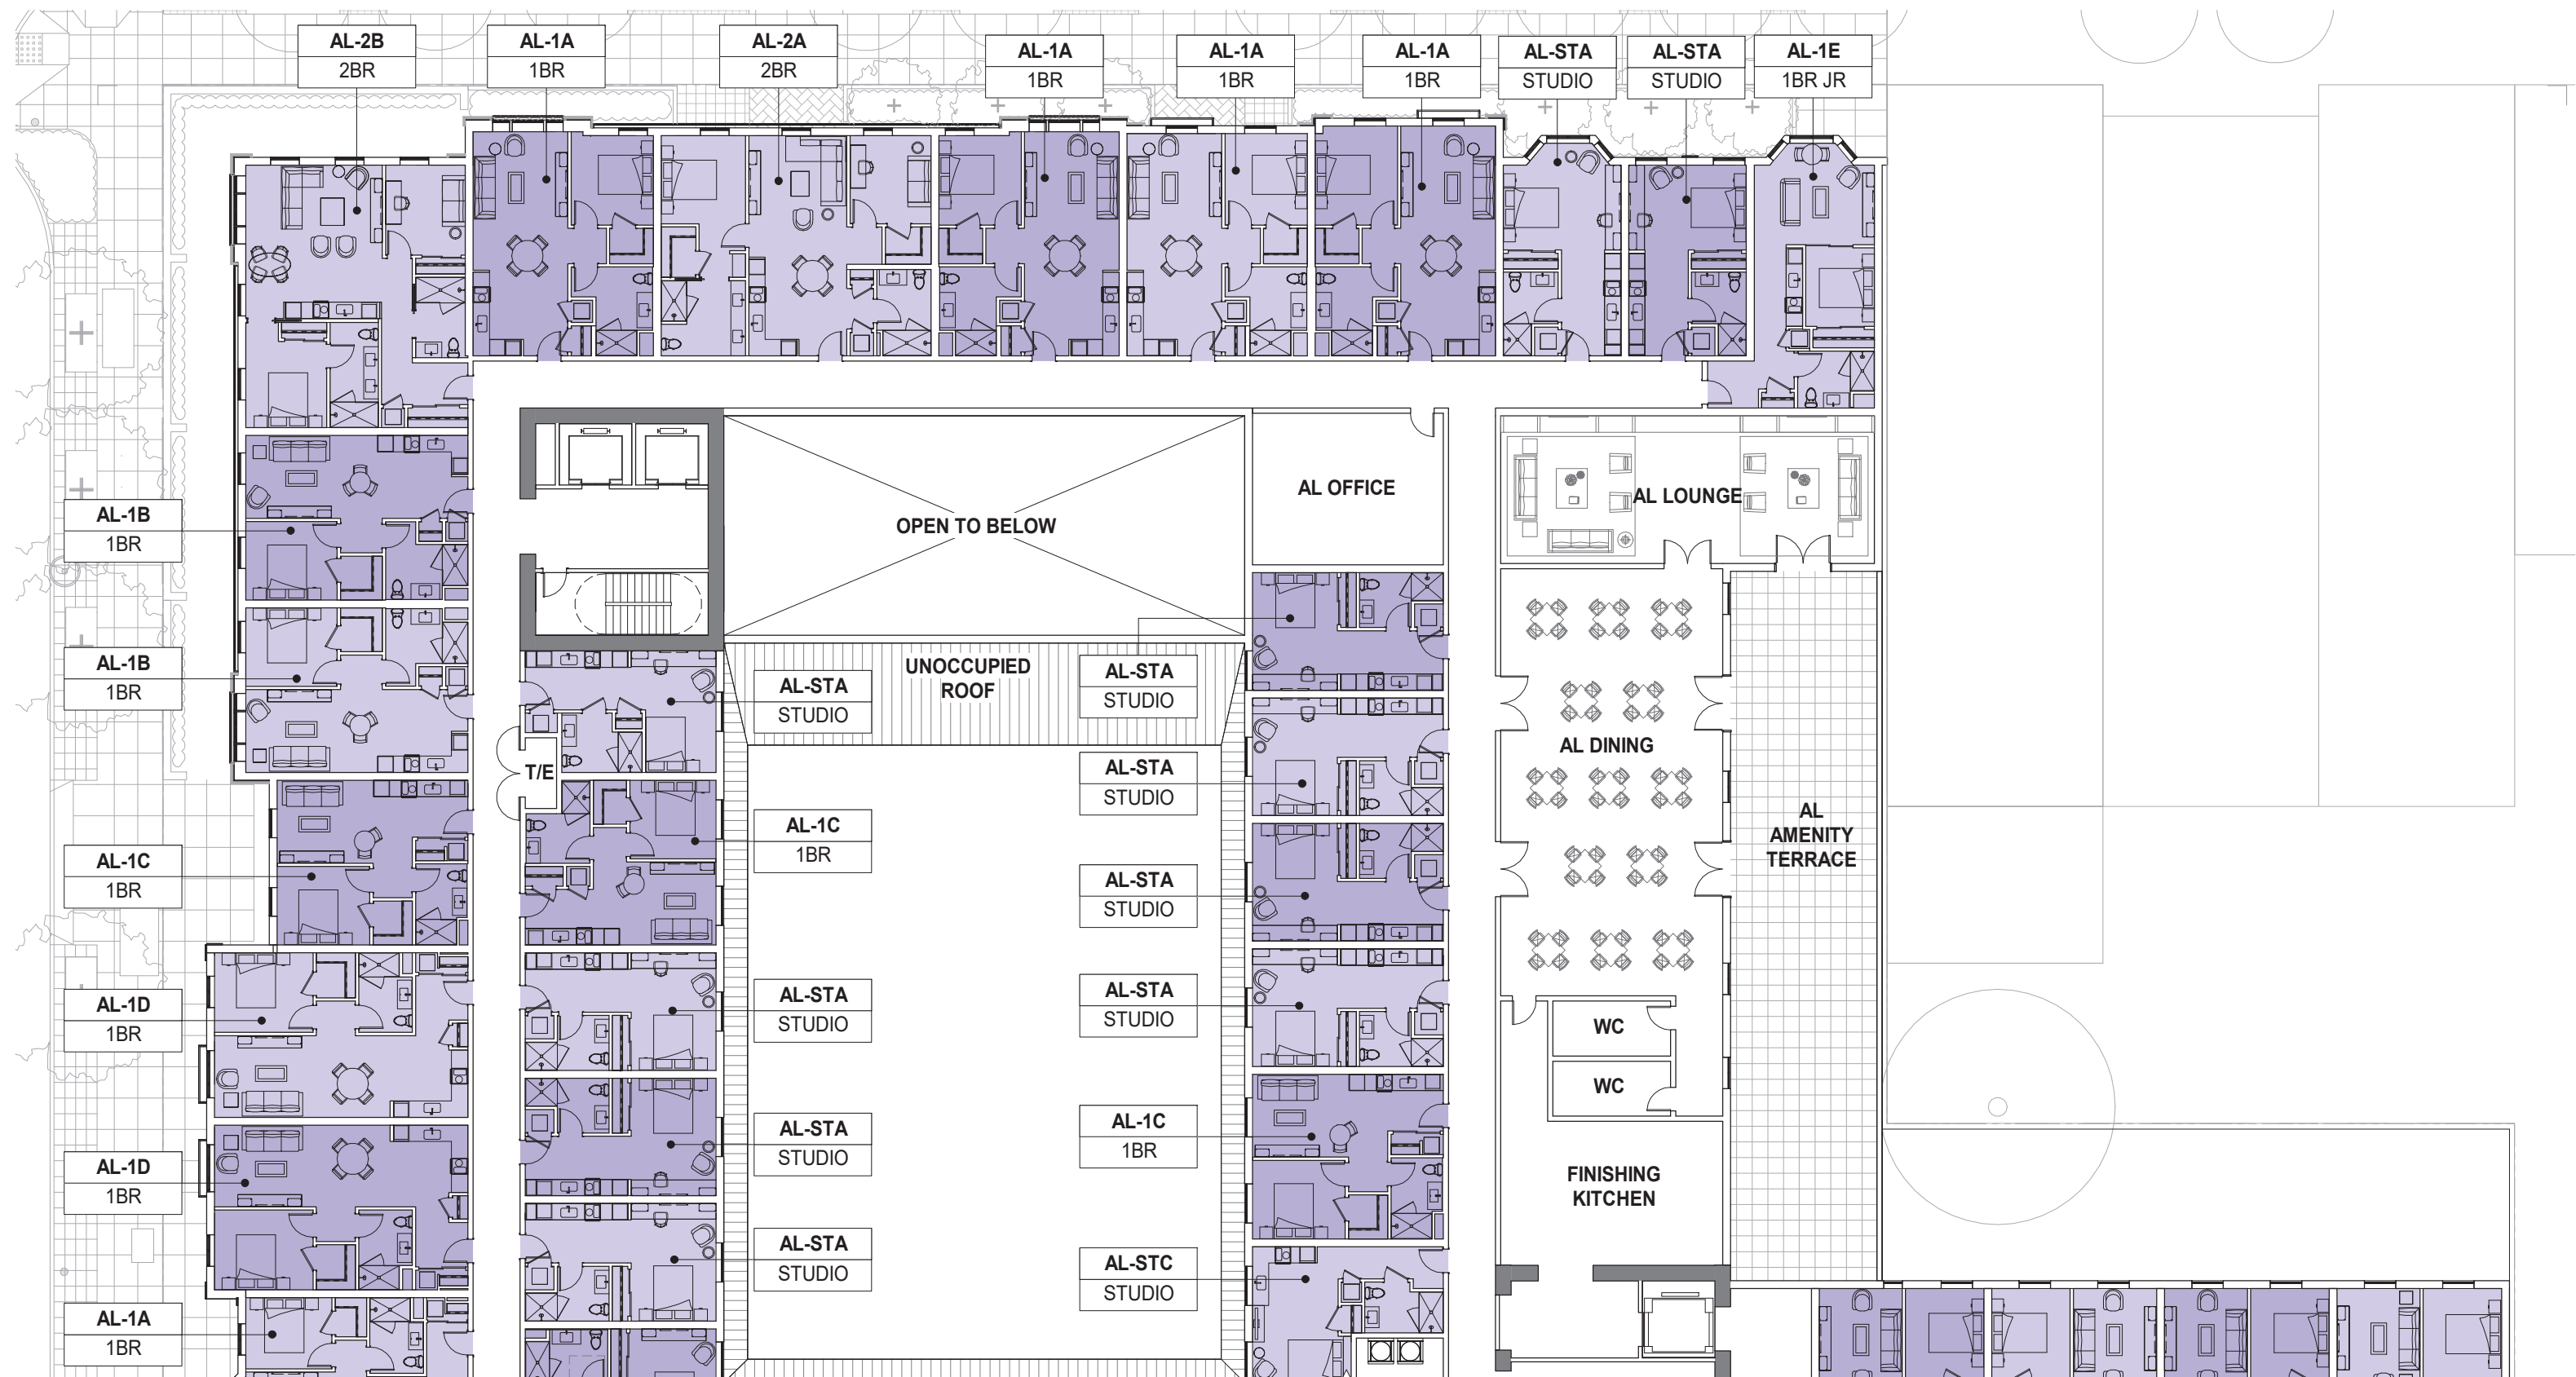 AL-2B
2BR
AL-1A
1BR
AL-2A
2BR
AL-1A
1BR
AL-1A
1BR
AL-1A
1BR
AL-STA
STUDIO
AL-STA
STUDIO
AL-1E
1BR JR
AL-1B
1BR
AL-1B
1BR
AL-1C
1BR
AL-1D
1BR
AL-1D
1BR
AL-1A
1BR
OPEN TO BELOW
AL OFFICE
AL LOUNGE
UNOCCUPIED
ROOF
T/E
AL-STA
STUDIO
AL-1C
1BR
AL-STA
STUDIO
AL-STA
STUDIO
AL-STA
STUDIO
AL-STA
STUDIO
AL-STA
STUDIO
AL-STA
STUDIO
AL-STA
STUDIO
AL-1C
1BR
AL-STC
STUDIO
AL DINING
AL
AMENITY
TERRACE
WC
WC
FINISHING
KITCHEN